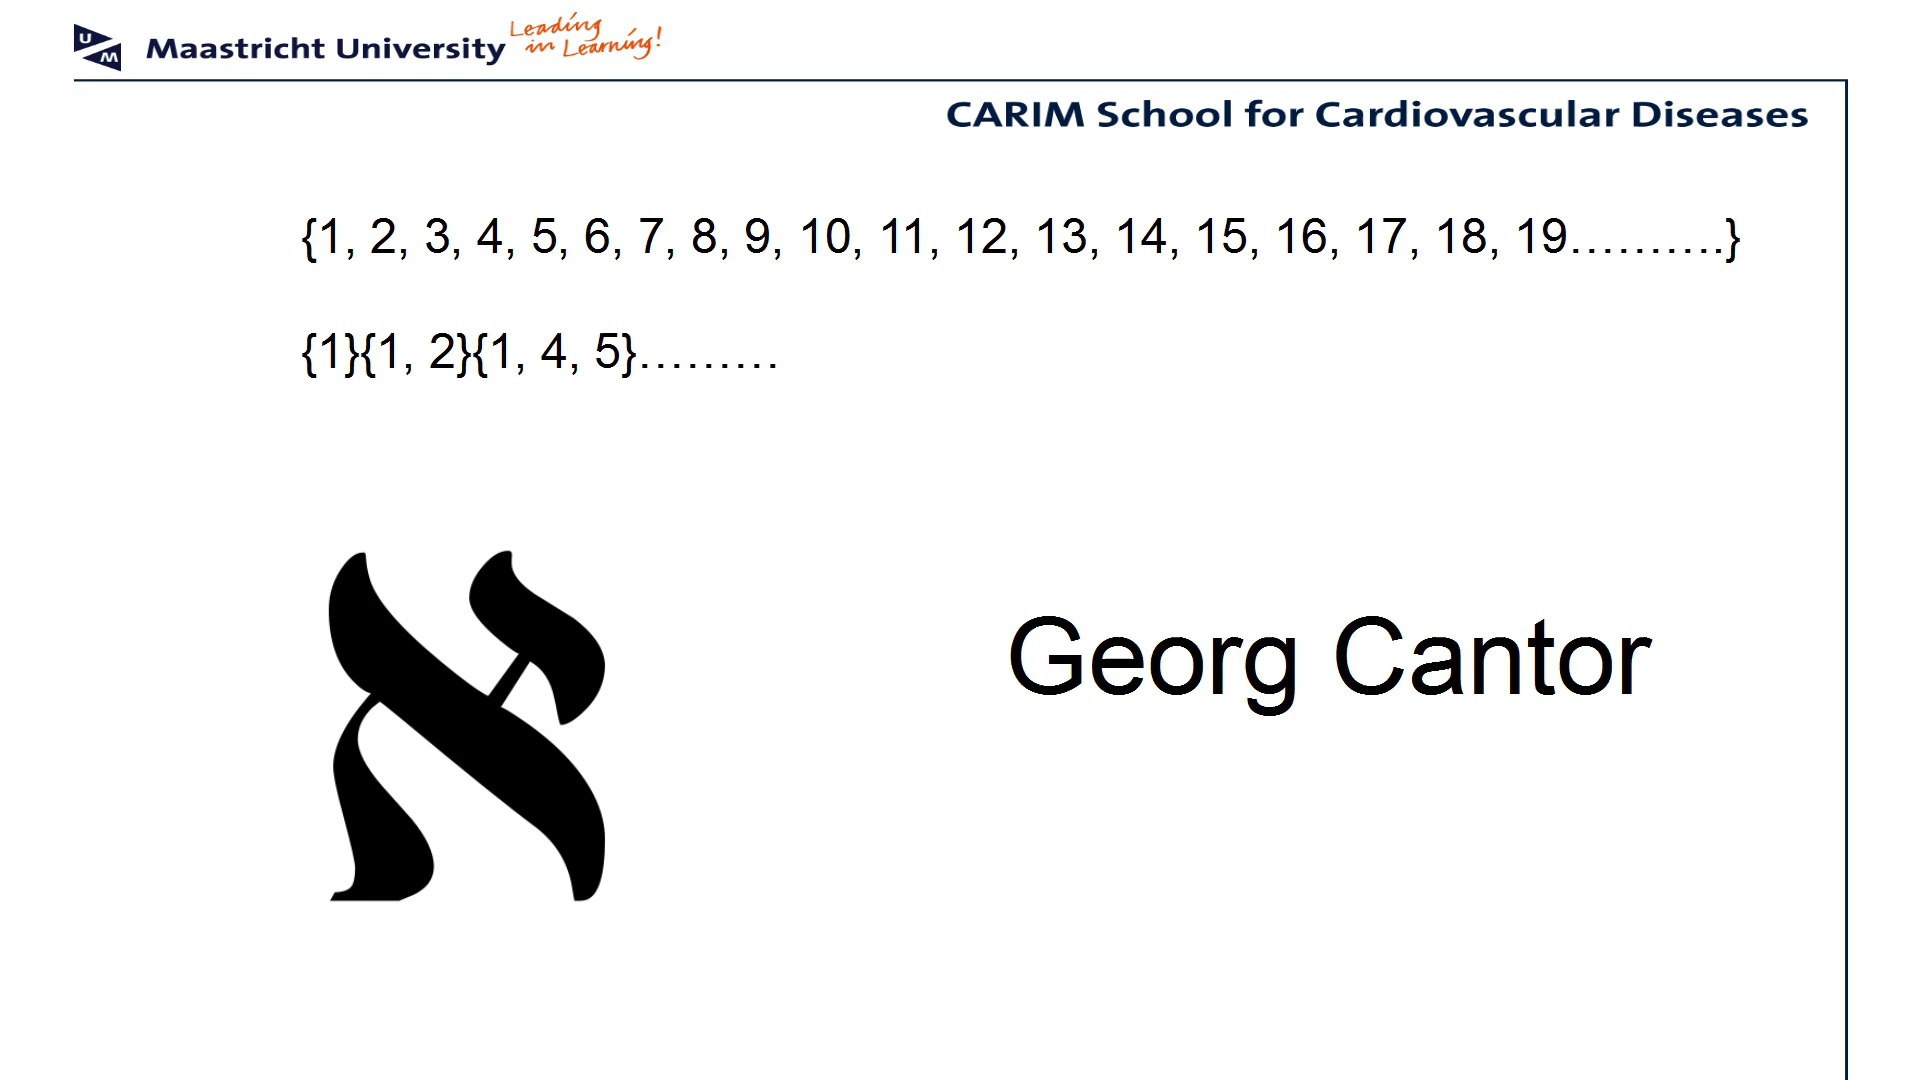 UM Maastricht University Leading in Learning!
CARIM School for Cardiovascular Diseases
{1, 2, 3, 4, 5, 6, 7, 8, 9, 10, 11, 12, 13, 14, 15, 16, 17, 18, 19……….}
{1}{1, 2}{1, 4, 5}………
א
Georg Cantor